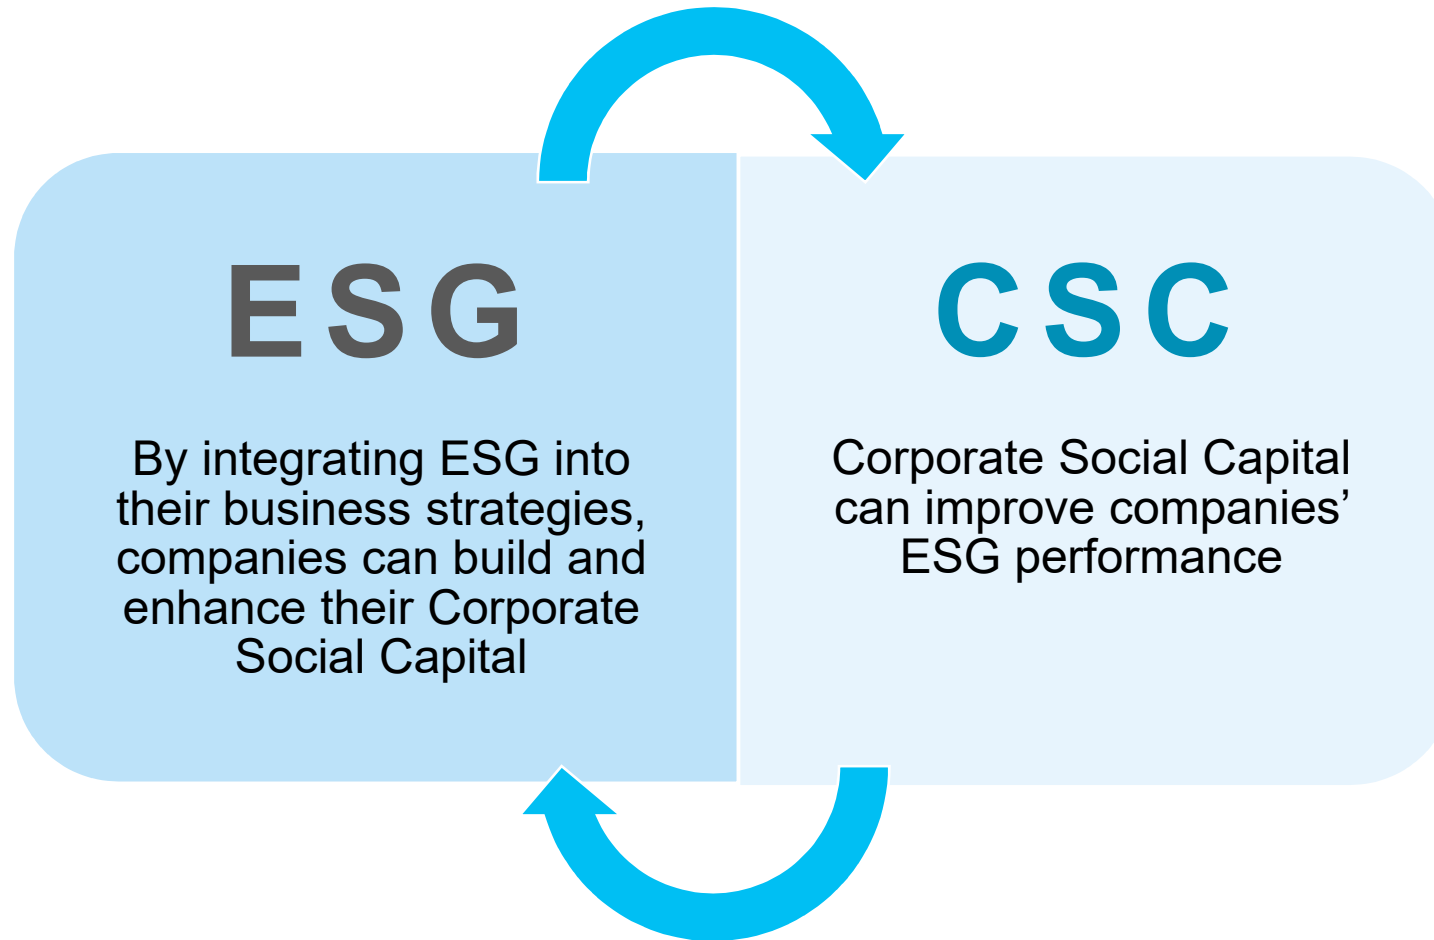 ESG
By integrating ESG into
their business strategies,
companies can build and
enhance their Corporate
Social Capital
CSC
Corporate Social Capital
can improve companies’
ESG performance